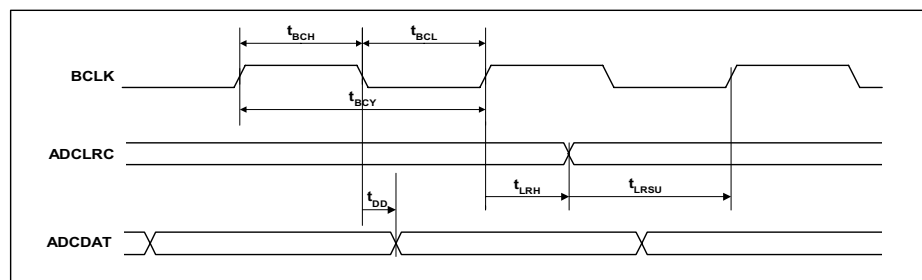 tBCH tBCL
BCLK
tBCY
ADCLRC
tLRH tLRSU
tDD
ADCDAT